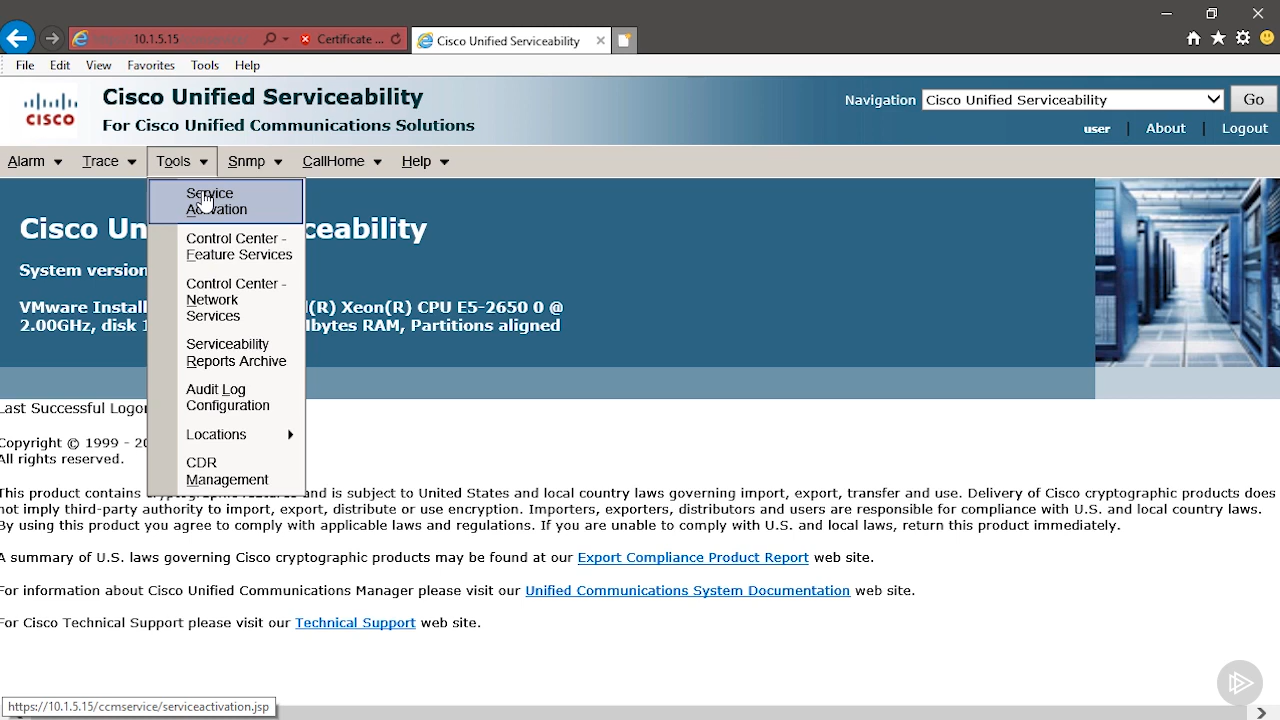 10.1.5.15
Certificate ...
Cisco Unified Serviceability
File Edit View Favorites Tools Help
CISCO
Cisco Unified Serviceability
For Cisco Unified Communications Solutions
Navigation Cisco Unified Serviceability Go
user | About | Logout
Alarm Trace Tools Snmp CallHome Help
Service
Activation
Control Center -
Feature Services
Control Center -
Network
Services
Serviceability
Reports Archive
Audit Log
Configuration
Locations
CDR
Management
Cisco Un ceability
System version
VMware Install (R) Xeon(R) CPU E5-2650 0 @
2.00GHz, disk 1 bytes RAM, Partitions aligned
Last Successful Logon
Copyright © 1999 - 20
All rights reserved.
This product contains cryptographic features and is subject to United States and local country laws governing import, export, transfer and use. Delivery of Cisco cryptographic products does
not imply third-party authority to import, export, distribute or use encryption. Importers, exporters, distributors and users are responsible for compliance with U.S. and local country laws.
By using this product you agree to comply with applicable laws and regulations. If you are unable to comply with U.S. and local laws, return this product immediately.
A summary of U.S. laws governing Cisco cryptographic products may be found at our Export Compliance Product Report web site.
For information about Cisco Unified Communications Manager please visit our Unified Communications System Documentation web site.
For Cisco Technical Support please visit our Technical Support web site.
https://10.1.5.15/ccmservice/serviceactivation.jsp